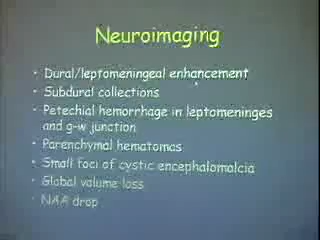 Neuroimaging
• Dural/leptomeningeal enhancement
• Subdural collections
• Petechial hemorrhage in leptomeninges
and g-w junction
• Parenchymal hematomas
• Small foci of cystic encephalomalcia
• Global volume loss
• NAA drop